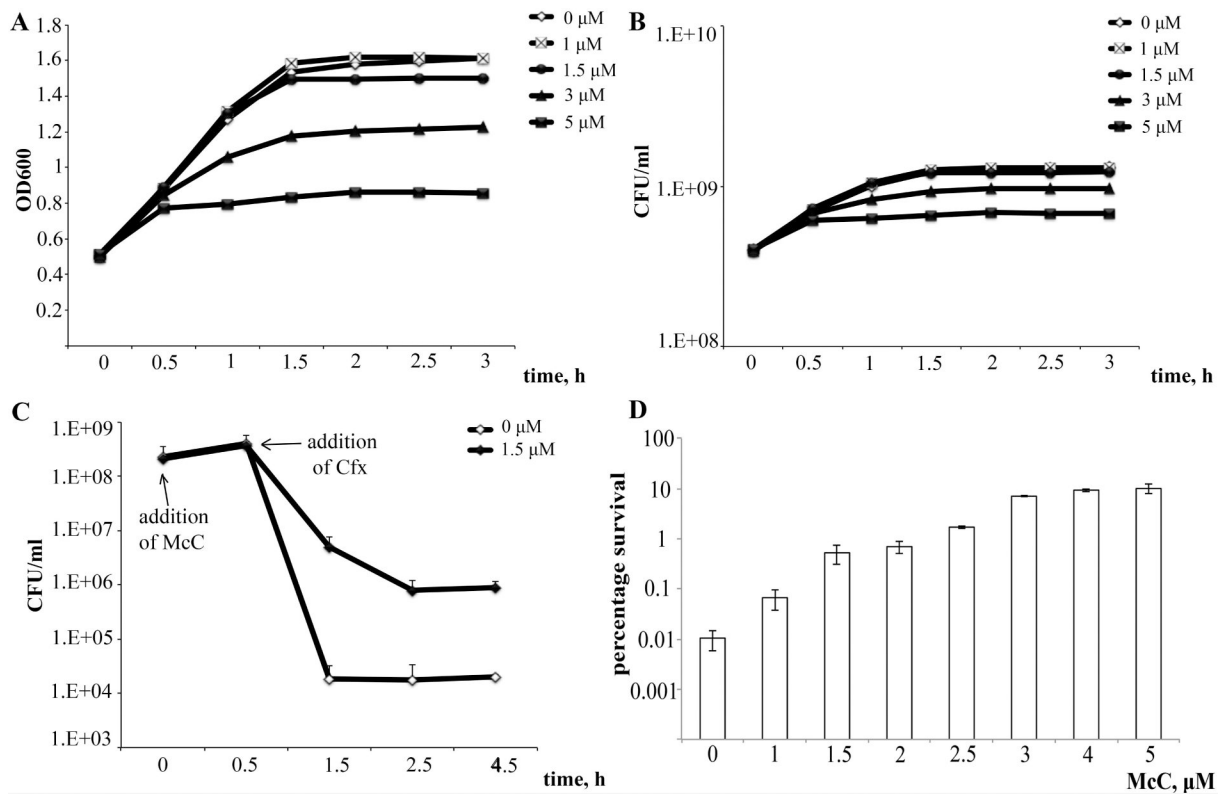 A
OD600
1.8
1.6
1.4
1.2
1
0.8
0.6
0.4
0.2
0 0.5 1 1.5 2 2.5 3
time, h
0 μM
1 μM
1.5 μM
3 μM
5 μM
B
CFU/ml
1.E+10
1.E+09
1.E+08
0 0.5 1 1.5 2 2.5 3
time, h
0 μM
1 μM
1.5 μM
3 μM
5 μM
C
CFU/ml
1.E+09
1.E+08
1.E+07
1.E+06
1.E+05
1.E+04
1.E+03
0 0.5 1.5 2.5 4.5
time, h
addition
of McC
addition
of Cfx
0 μM
1.5 μM
D
percentage survival
100
10
1
0.1
0.01
0.001
0 1 1.5 2 2.5 3 4 5
McC, μM